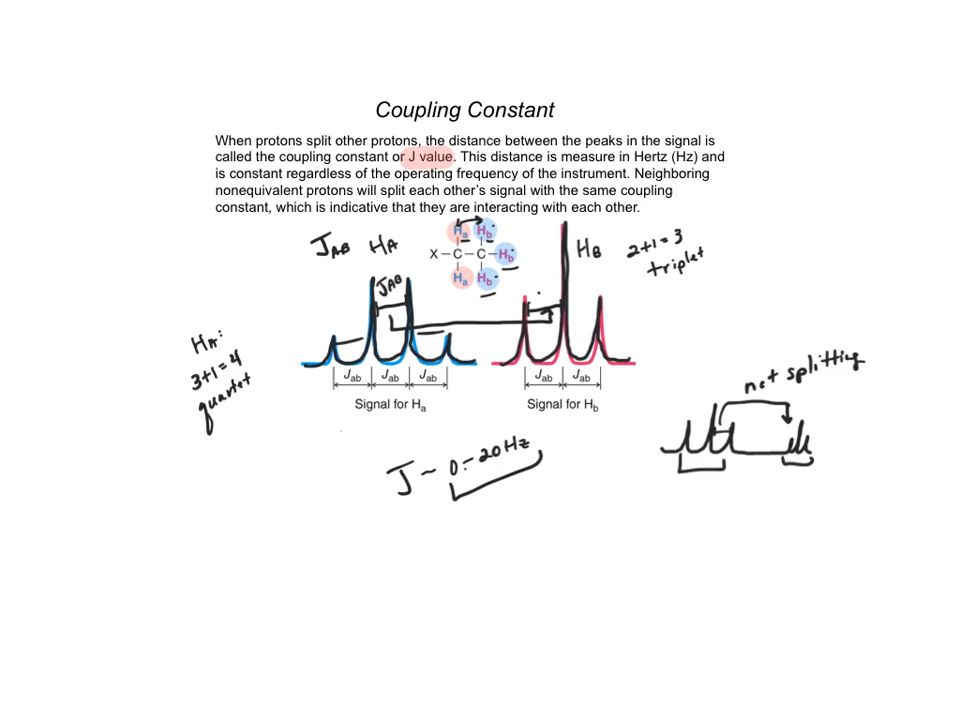 Coupling Constant
When protons split other protons, the distance between the peaks in the signal is
called the coupling constant or J value. This distance is measure in Hertz (Hz) and
is constant regardless of the operating frequency of the instrument. Neighboring
nonequivalent protons will split each other's signal with the same coupling
constant, which is indicative that they are interacting with each other.
JAB HA
Ha Hb
X–C–C–Hb
Ha Hb
HB 2+1=3
triplet
JAB
HA:
3+1=4
quartet
Jab Jab Jab
Signal for Ha
Jab Jab
Signal for Hb
not splitting
J ~ 0–20Hz